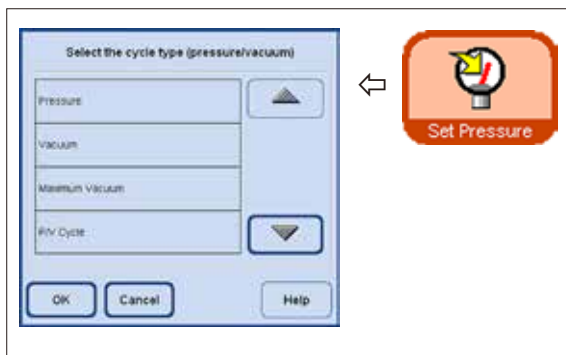 Select the cycle type (pressure/vacuum)
Pressure
Vacuum
Maximum Vacuum
P/V Cycle
OK
Cancel
Help
Set Pressure